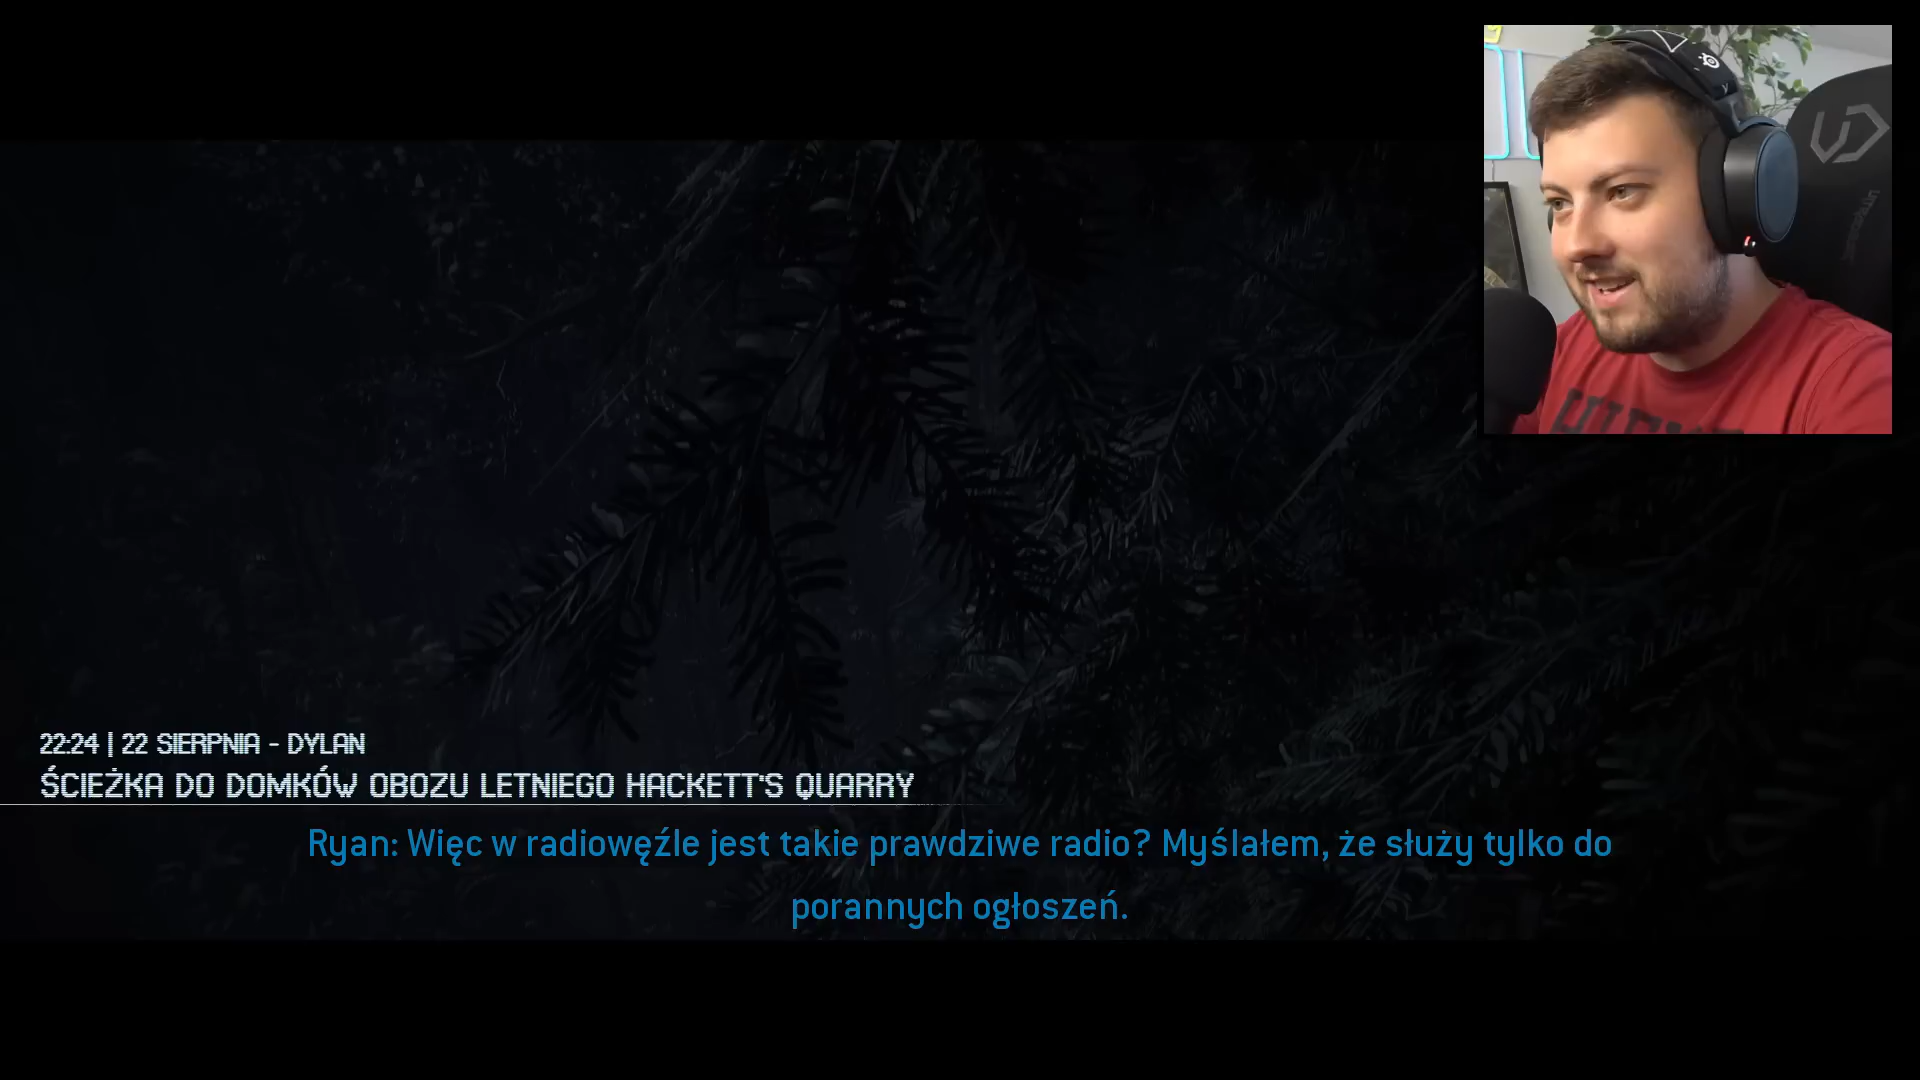 22:24 | 22 SIERPNIA - DYLAN
ŚCIEŻKA DO DOMKÓW OBOZU LETNIEGO HACKETT'S QUARRY
Ryan: Więc w radiowęźle jest takie prawdziwe radio? Myślałem, że służy tylko do
porannych ogłoszeń.